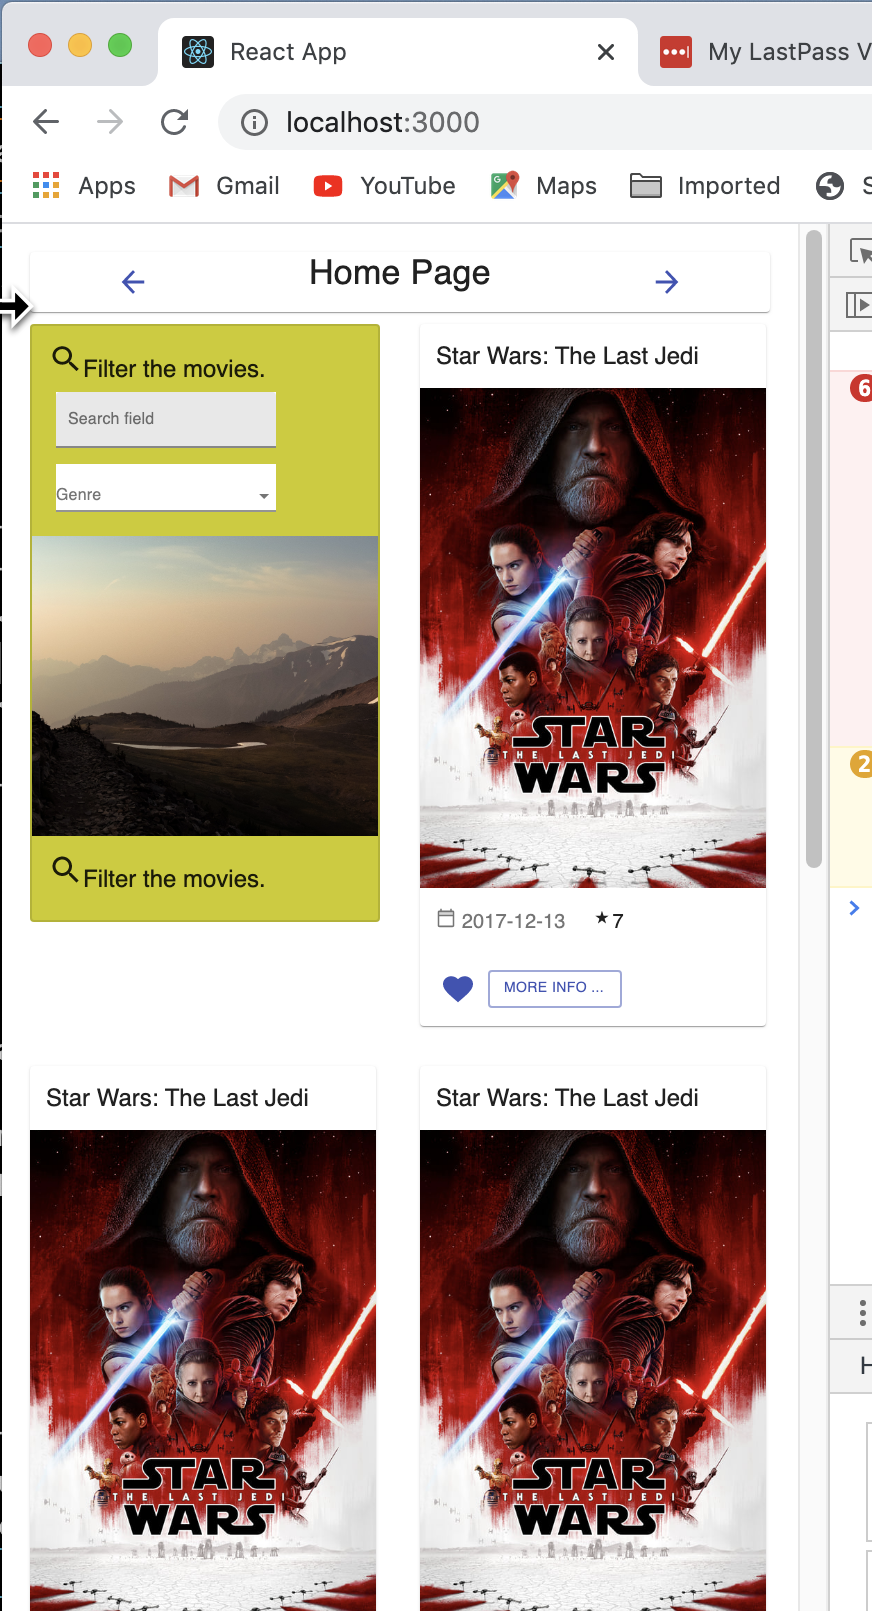 React App
My LastPass V
localhost:3000
Apps
Gmail
YouTube
Maps
Imported
S
Home Page
6
Filter the movies.
Search field
Genre
Filter the movies.
2
Star Wars: The Last Jedi
STAR
THE LAST JEDI
WARS
2017-12-13
7
MORE INFO ...
Star Wars: The Last Jedi
STAR
THE LAST JEDI
WARS
Star Wars: The Last Jedi
STAR
THE LAST JEDI
WARS
H